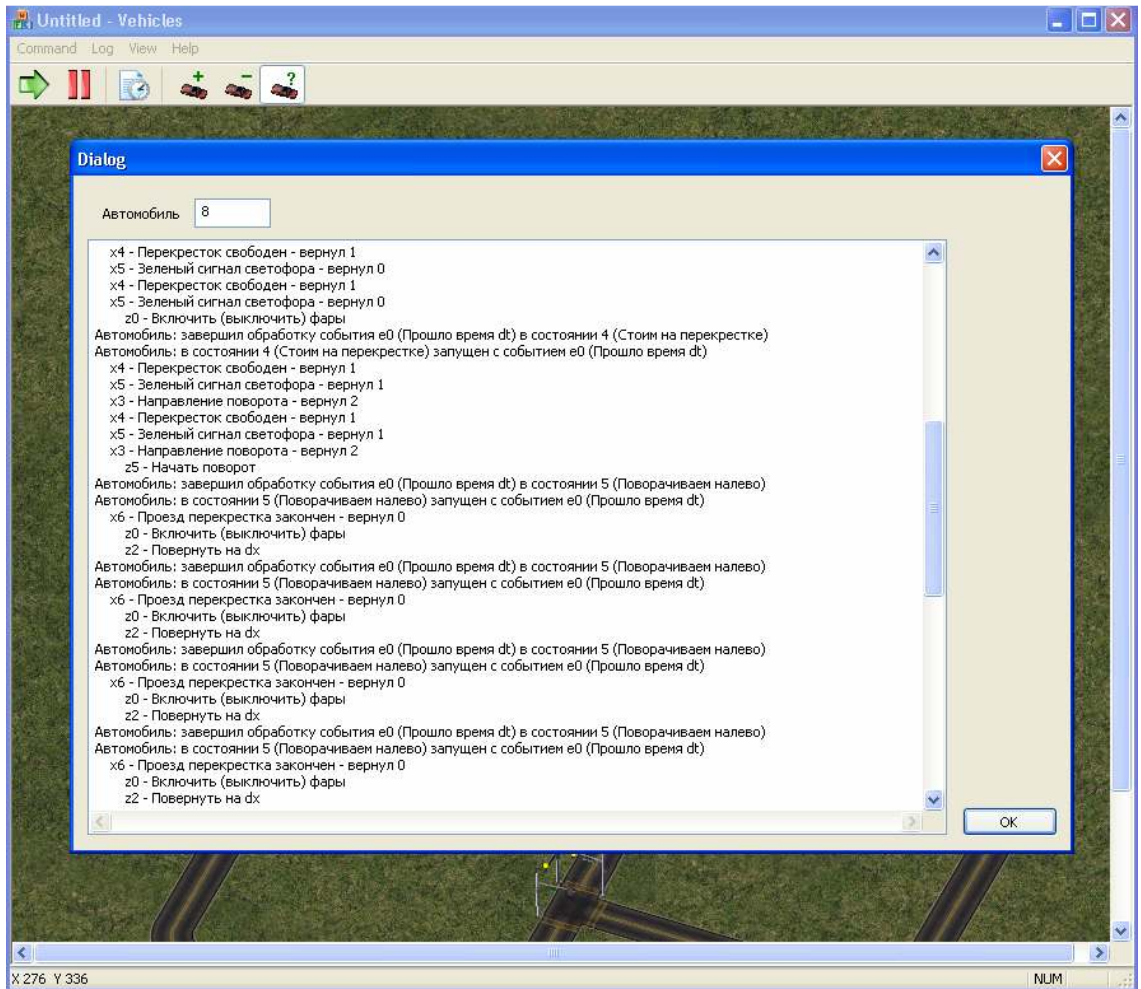 Untitled - Vehicles
Command Log View Help
Dialog
Автомобиль 8
x4 - Перекресток свободен - вернул 1
x5 - Зеленый сигнал светофора - вернул 0
x4 - Перекресток свободен - вернул 1
x5 - Зеленый сигнал светофора - вернул 0
z0 - Включить (выключить) фары
Автомобиль: завершил обработку события e0 (Прошло время dt) в состоянии 4 (Стоим на перекрестке)
Автомобиль: в состоянии 4 (Стоим на перекрестке) запущен с событием e0 (Прошло время dt)
x4 - Перекресток свободен - вернул 1
x5 - Зеленый сигнал светофора - вернул 1
x3 - Направление поворота - вернул 2
x4 - Перекресток свободен - вернул 1
x5 - Зеленый сигнал светофора - вернул 1
x3 - Направление поворота - вернул 2
z5 - Начать поворот
Автомобиль: завершил обработку события e0 (Прошло время dt) в состоянии 5 (Поворачиваем налево)
Автомобиль: в состоянии 5 (Поворачиваем налево) запущен с событием e0 (Прошло время dt)
x6 - Проезд перекрестка закончен - вернул 0
z0 - Включить (выключить) фары
z2 - Повернуть на dx
Автомобиль: завершил обработку события e0 (Прошло время dt) в состоянии 5 (Поворачиваем налево)
Автомобиль: в состоянии 5 (Поворачиваем налево) запущен с событием e0 (Прошло время dt)
x6 - Проезд перекрестка закончен - вернул 0
z0 - Включить (выключить) фары
z2 - Повернуть на dx
Автомобиль: завершил обработку события e0 (Прошло время dt) в состоянии 5 (Поворачиваем налево)
Автомобиль: в состоянии 5 (Поворачиваем налево) запущен с событием e0 (Прошло время dt)
x6 - Проезд перекрестка закончен - вернул 0
z0 - Включить (выключить) фары
z2 - Повернуть на dx
Автомобиль: завершил обработку события e0 (Прошло время dt) в состоянии 5 (Поворачиваем налево)
Автомобиль: в состоянии 5 (Поворачиваем налево) запущен с событием e0 (Прошло время dt)
x6 - Проезд перекрестка закончен - вернул 0
z0 - Включить (выключить) фары
z2 - Повернуть на dx
OK
X 276 Y 336 NUM